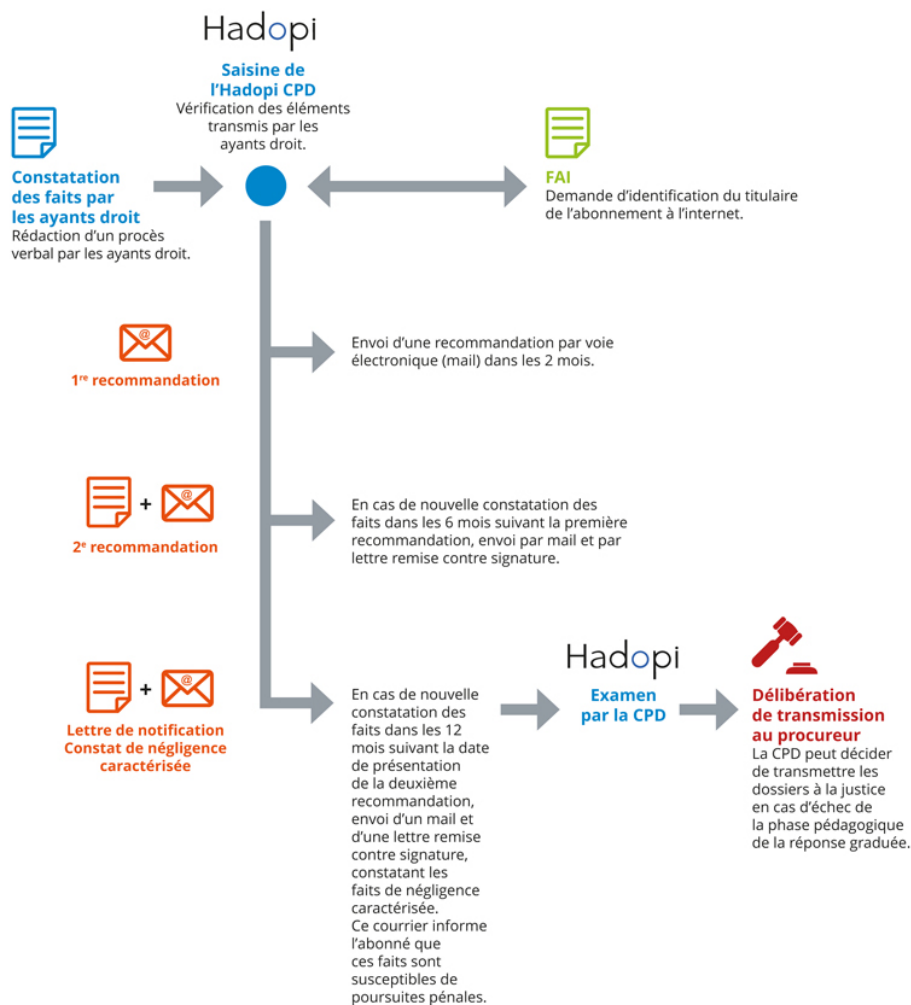 Hadopi
Saisine de
l'Hadopi CPD
Vérification des éléments
transmis par les
ayants droit.
Constatation
des faits par
les ayants droit
Rédaction d'un procès
verbal par les ayants droit.
FAI
Demande d'identification du titulaire
de l'abonnement à l'internet.
@
1re recommandation
Envoi d'une recommandation par voie
électronique (mail) dans les 2 mois.
+ @
2e recommandation
En cas de nouvelle constatation des
faits dans les 6 mois suivant la première
recommandation, envoi par mail et par
lettre remise contre signature.
+ @
Lettre de notification
Constat de négligence
caractérisée
En cas de nouvelle
constatation des
faits dans les 12
mois suivant la date
de présentation
de la deuxième
recommandation,
envoi d'un mail et
d'une lettre remise
contre signature,
constatant les
faits de négligence
caractérisée.
Ce courrier informe
l'abonné que
ces faits sont
susceptibles de
poursuites pénales.
Hadopi
Examen
par la CPD
Délibération
de transmission
au procureur
La CPD peut décider
de transmettre les
dossiers à la justice
en cas d'échec de
la phase pédagogique
de la réponse graduée.